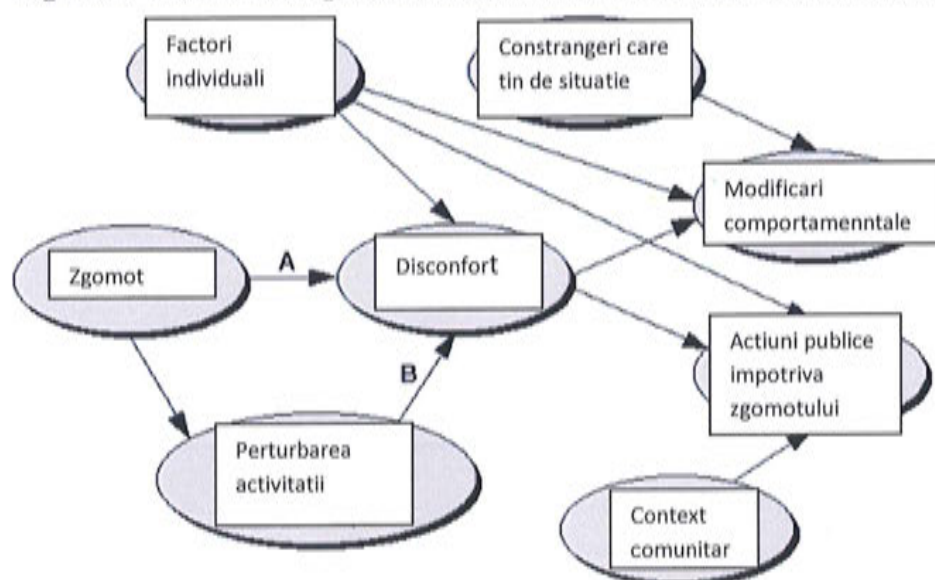 Factori
individuali
Constrangeri care
tin de situatie
Modificari
comportamenntale
Zgomot
A
Disconfort
Actiuni publice
impotriva
zgomotului
B
Perturbarea
activitatii
Context
comunitar